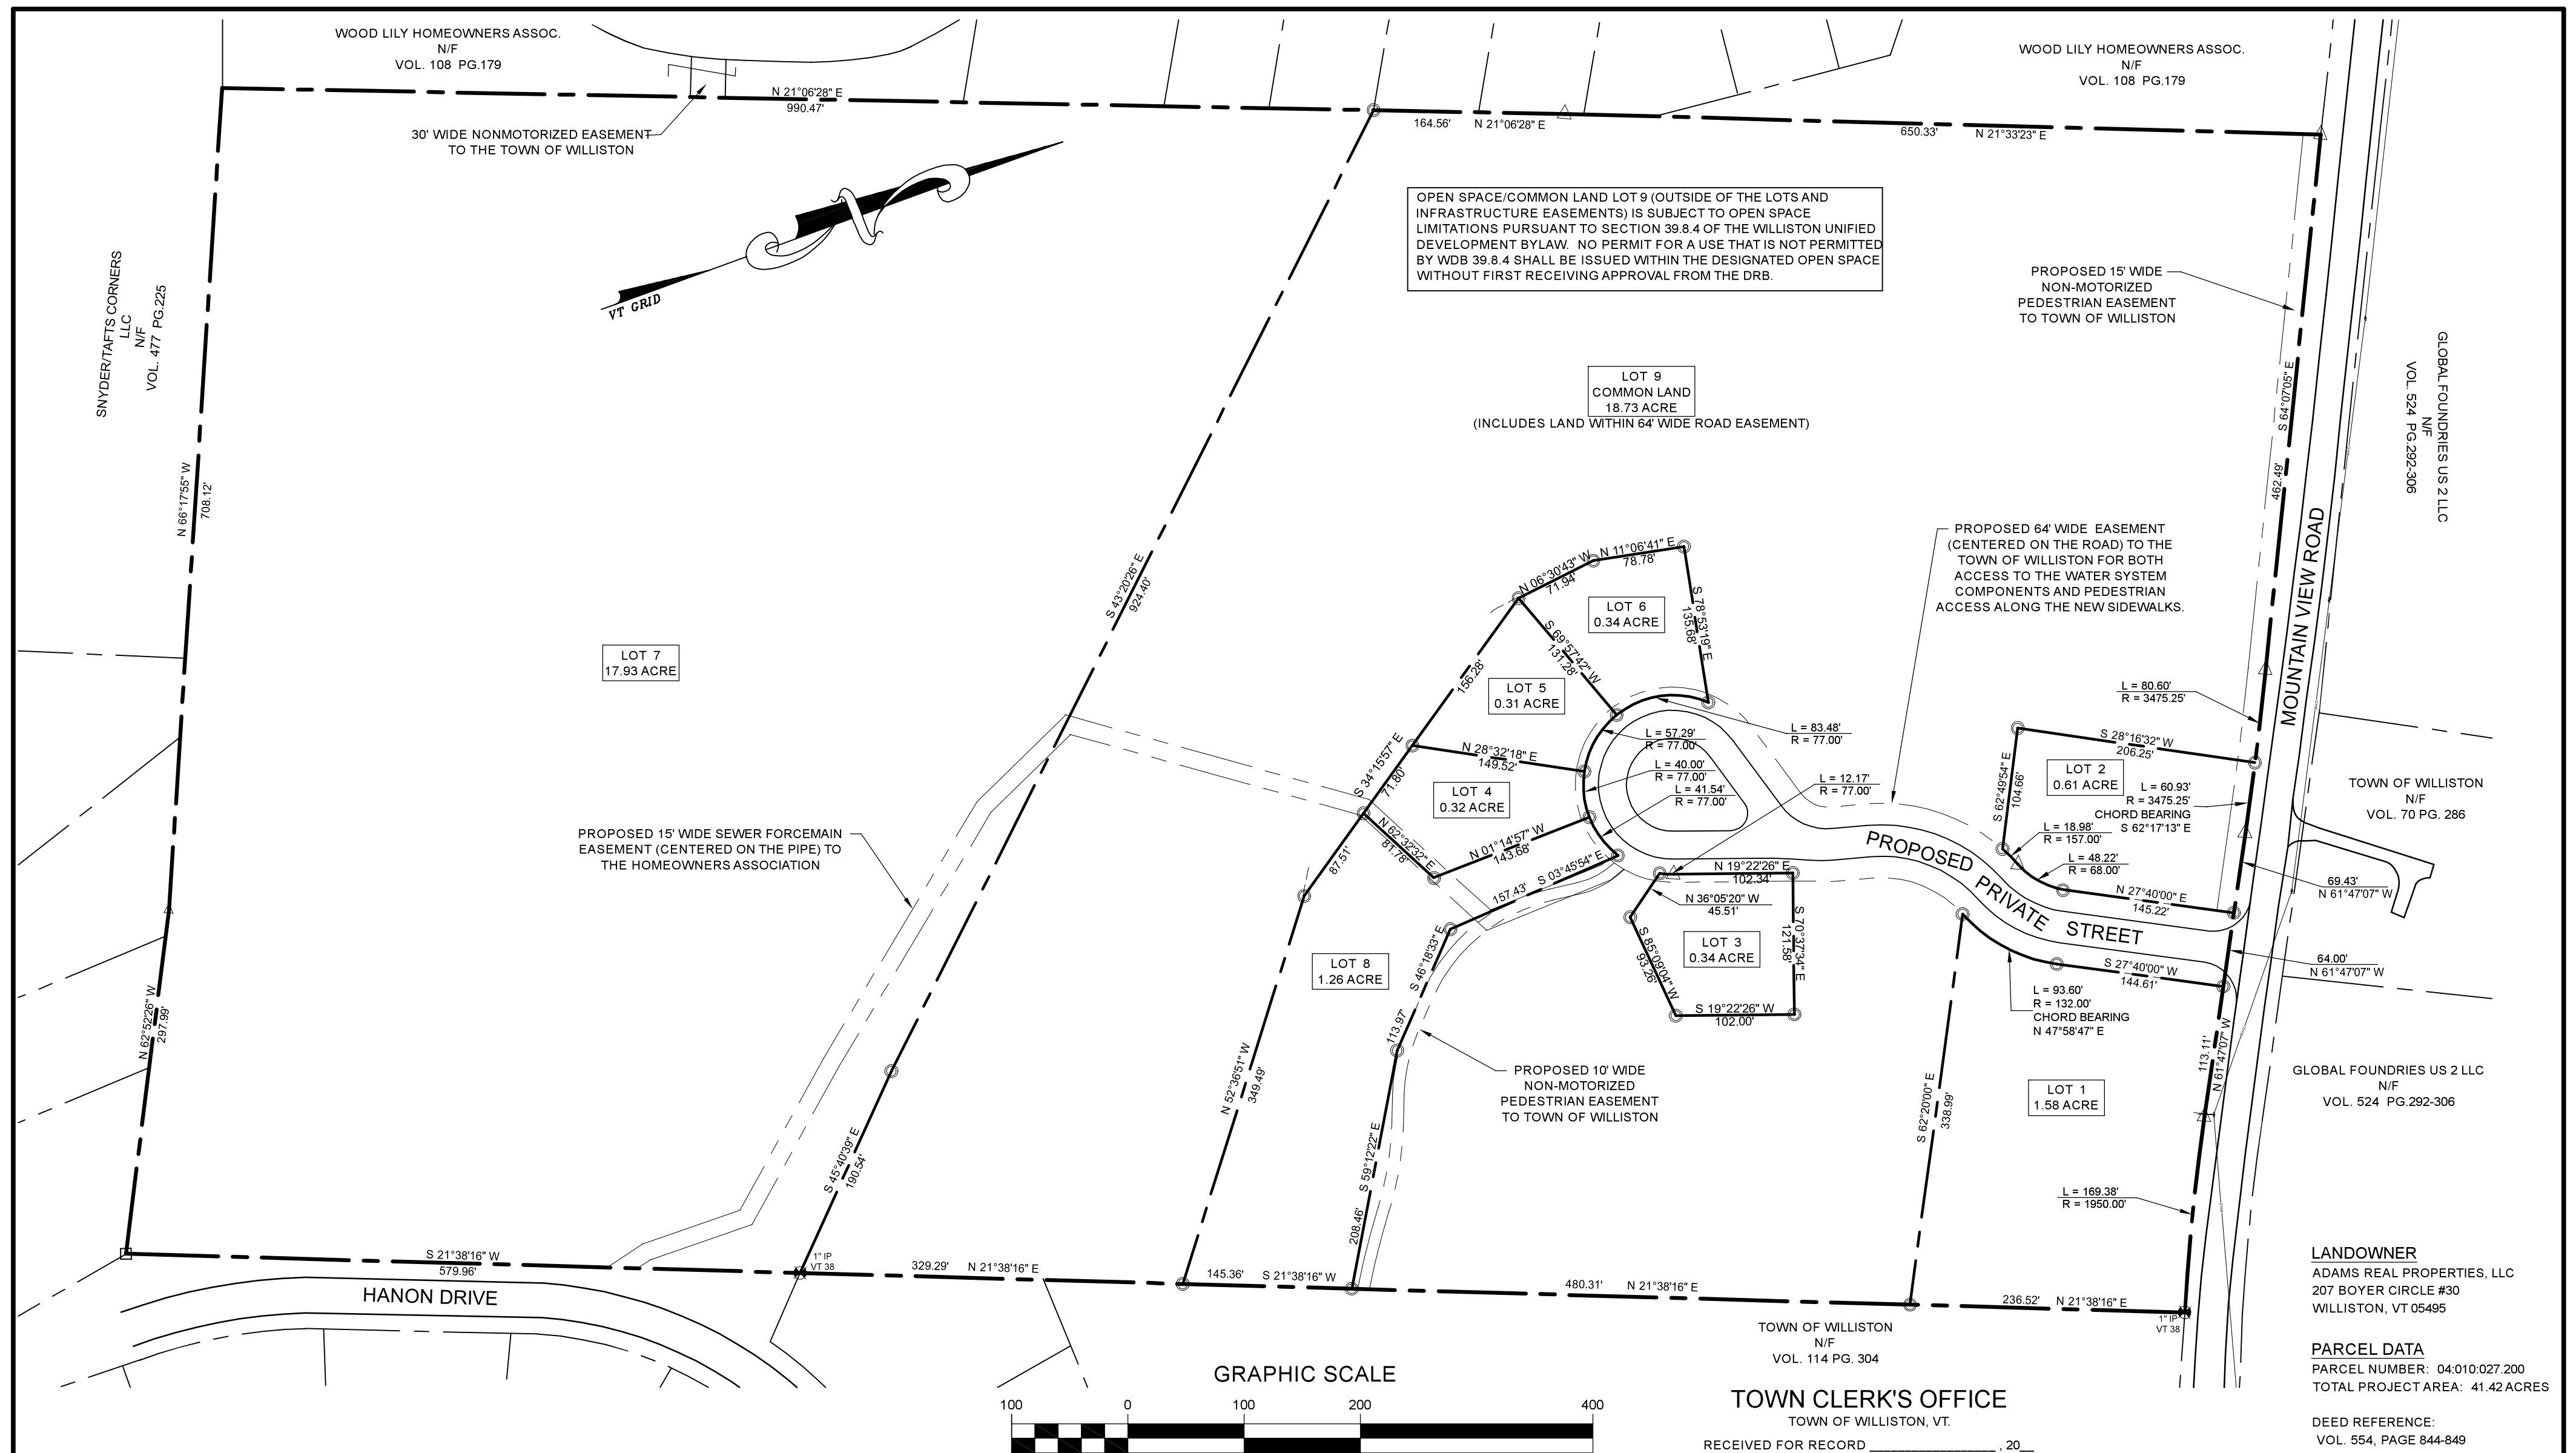 WOOD LILY HOMEOWNERS ASSOC.
N/F
VOL. 108 PG.179
WOOD LILY HOMEOWNERS ASSOC.
N/F
VOL. 108 PG.179
N 21°06'28" E
990.47'
164.56' N 21°06'28" E
650.33' N 21°33'23" E
30' WIDE NONMOTORIZED EASEMENT
TO THE TOWN OF WILLISTON
N
VT GRID
OPEN SPACE/COMMON LAND LOT 9 (OUTSIDE OF THE LOTS AND
INFRASTRUCTURE EASEMENTS) IS SUBJECT TO OPEN SPACE
LIMITATIONS PURSUANT TO SECTION 39.8.4 OF THE WILLISTON UNIFIED
DEVELOPMENT BYLAW. NO PERMIT FOR A USE THAT IS NOT PERMITTED
BY WDB 39.8.4 SHALL BE ISSUED WITHIN THE DESIGNATED OPEN SPACE
WITHOUT FIRST RECEIVING APPROVAL FROM THE DRB.
PROPOSED 15' WIDE
NON-MOTORIZED
PEDESTRIAN EASEMENT
TO TOWN OF WILLISTON
SNYDER/TAFTS CORNERS
LLC
N/F
VOL. 477 PG.225
GLOBAL FOUNDRIES US 2 LLC
N/F
VOL. 524 PG.292-306
S 64°07'05" E
462.49'
LOT 9
COMMON LAND
18.73 ACRE
(INCLUDES LAND WITHIN 64' WIDE ROAD EASEMENT)
N 66°17'55" W
708.12'
MOUNTAIN VIEW ROAD
PROPOSED 64' WIDE EASEMENT
(CENTERED ON THE ROAD) TO THE
TOWN OF WILLISTON FOR BOTH
ACCESS TO THE WATER SYSTEM
COMPONENTS AND PEDESTRIAN
ACCESS ALONG THE NEW SIDEWALKS.
S 43°20'26" E
924.40'
N 06°30'43" W
71.94'
N 11°06'41" E
78.78'
LOT 6
0.34 ACRE
S 78°53'19" E
135.68'
S 69°57'42" W
131.28'
LOT 7
17.93 ACRE
156.28'
LOT 5
0.31 ACRE
L = 80.60'
R = 3475.25'
L = 83.48'
R = 77.00'
L = 57.29'
R = 77.00'
S 28°16'32" W
206.25'
S 34°15'57" E
71.80'
N 28°32'18" E
149.52'
L = 40.00'
R = 77.00'
L = 12.17'
R = 77.00'
L = 41.54'
R = 77.00'
LOT 4
0.32 ACRE
LOT 2
0.61 ACRE
S 62°49'54" E
104.66'
L = 60.93'
R = 3475.25'
CHORD BEARING
S 62°17'13" E
TOWN OF WILLISTON
N/F
VOL. 70 PG. 286
L = 18.98'
R = 157.00'
L = 48.22'
R = 68.00'
PROPOSED 15' WIDE SEWER FORCEMAIN
EASEMENT (CENTERED ON THE PIPE) TO
THE HOMEOWNERS ASSOCIATION
87.51'
N 62°32'32" E
81.78'
N 01°14'57" W
143.68'
157.43' S 03°45'54" E
N 19°22'26" E
102.34'
N 36°05'20" W
45.51'
PROPOSED PRIVATE STREET
N 27°40'00" E
145.22'
69.43'
N 61°47'07" W
LOT 3
0.34 ACRE
S 70°37'34" E
121.58'
S 85°09'04" W
93.26'
S 19°22'26" W
102.00'
LOT 8
1.26 ACRE
S 46°18'33" E
113.97'
S 27°40'00" W
144.61'
64.00'
N 61°47'07" W
L = 93.60'
R = 132.00'
CHORD BEARING
N 47°58'47" E
N 62°52'26" W
297.99'
N 52°36'51" W
349.49'
PROPOSED 10' WIDE
NON-MOTORIZED
PEDESTRIAN EASEMENT
TO TOWN OF WILLISTON
S 62°20'00" E
338.99'
LOT 1
1.58 ACRE
113.11'
N 61°47'07" W
GLOBAL FOUNDRIES US 2 LLC
N/F
VOL. 524 PG.292-306
S 45°40'39" E
190.54'
S 59°12'22" E
208.46'
L = 169.38'
R = 1950.00'
S 21°38'16" W
579.96'
1" IP
VT 38
329.29' N 21°38'16" E
145.36' S 21°38'16" W
480.31' N 21°38'16" E
236.52' N 21°38'16" E
1" IP
VT 38
HANON DRIVE
TOWN OF WILLISTON
N/F
VOL. 114 PG. 304
LANDOWNER
ADAMS REAL PROPERTIES, LLC
207 BOYER CIRCLE #30
WILLISTON, VT 05495
PARCEL DATA
PARCEL NUMBER: 04:010:027.200
TOTAL PROJECT AREA: 41.42 ACRES
DEED REFERENCE:
VOL. 554, PAGE 844-849
GRAPHIC SCALE
100 0 100 200 400
TOWN CLERK'S OFFICE
TOWN OF WILLISTON, VT.
RECEIVED FOR RECORD __________________ , 20__